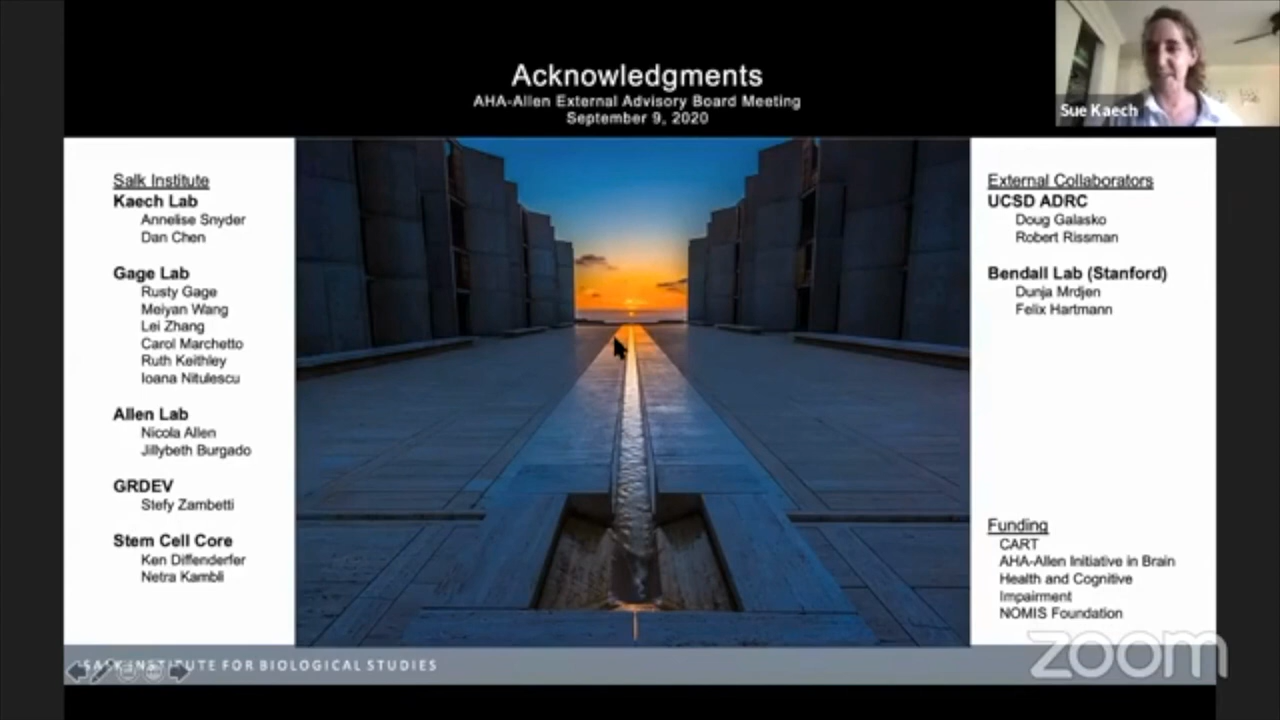 Acknowledgments
AHA-Allen External Advisory Board Meeting
September 9, 2020
Sue Kaech
Salk Institute
Kaech Lab
Annelise Snyder
Dan Chen
Gage Lab
Rusty Gage
Meiyan Wang
Lei Zhang
Carol Marchetto
Ruth Keithley
Ioana Nitulescu
Allen Lab
Nicola Allen
Jillybeth Burgado
GRDEV
Stefy Zambetti
Stem Cell Core
Ken Diffenderfer
Netra Kambli
External Collaborators
UCSD ADRC
Doug Galasko
Robert Rissman
Bendall Lab (Stanford)
Dunja Mrdjen
Felix Hartmann
Funding
CART
AHA-Allen Initiative in Brain
Health and Cognitive
Impairment
NOMIS Foundation
SALK INSTITUTE FOR BIOLOGICAL STUDIES
zoom